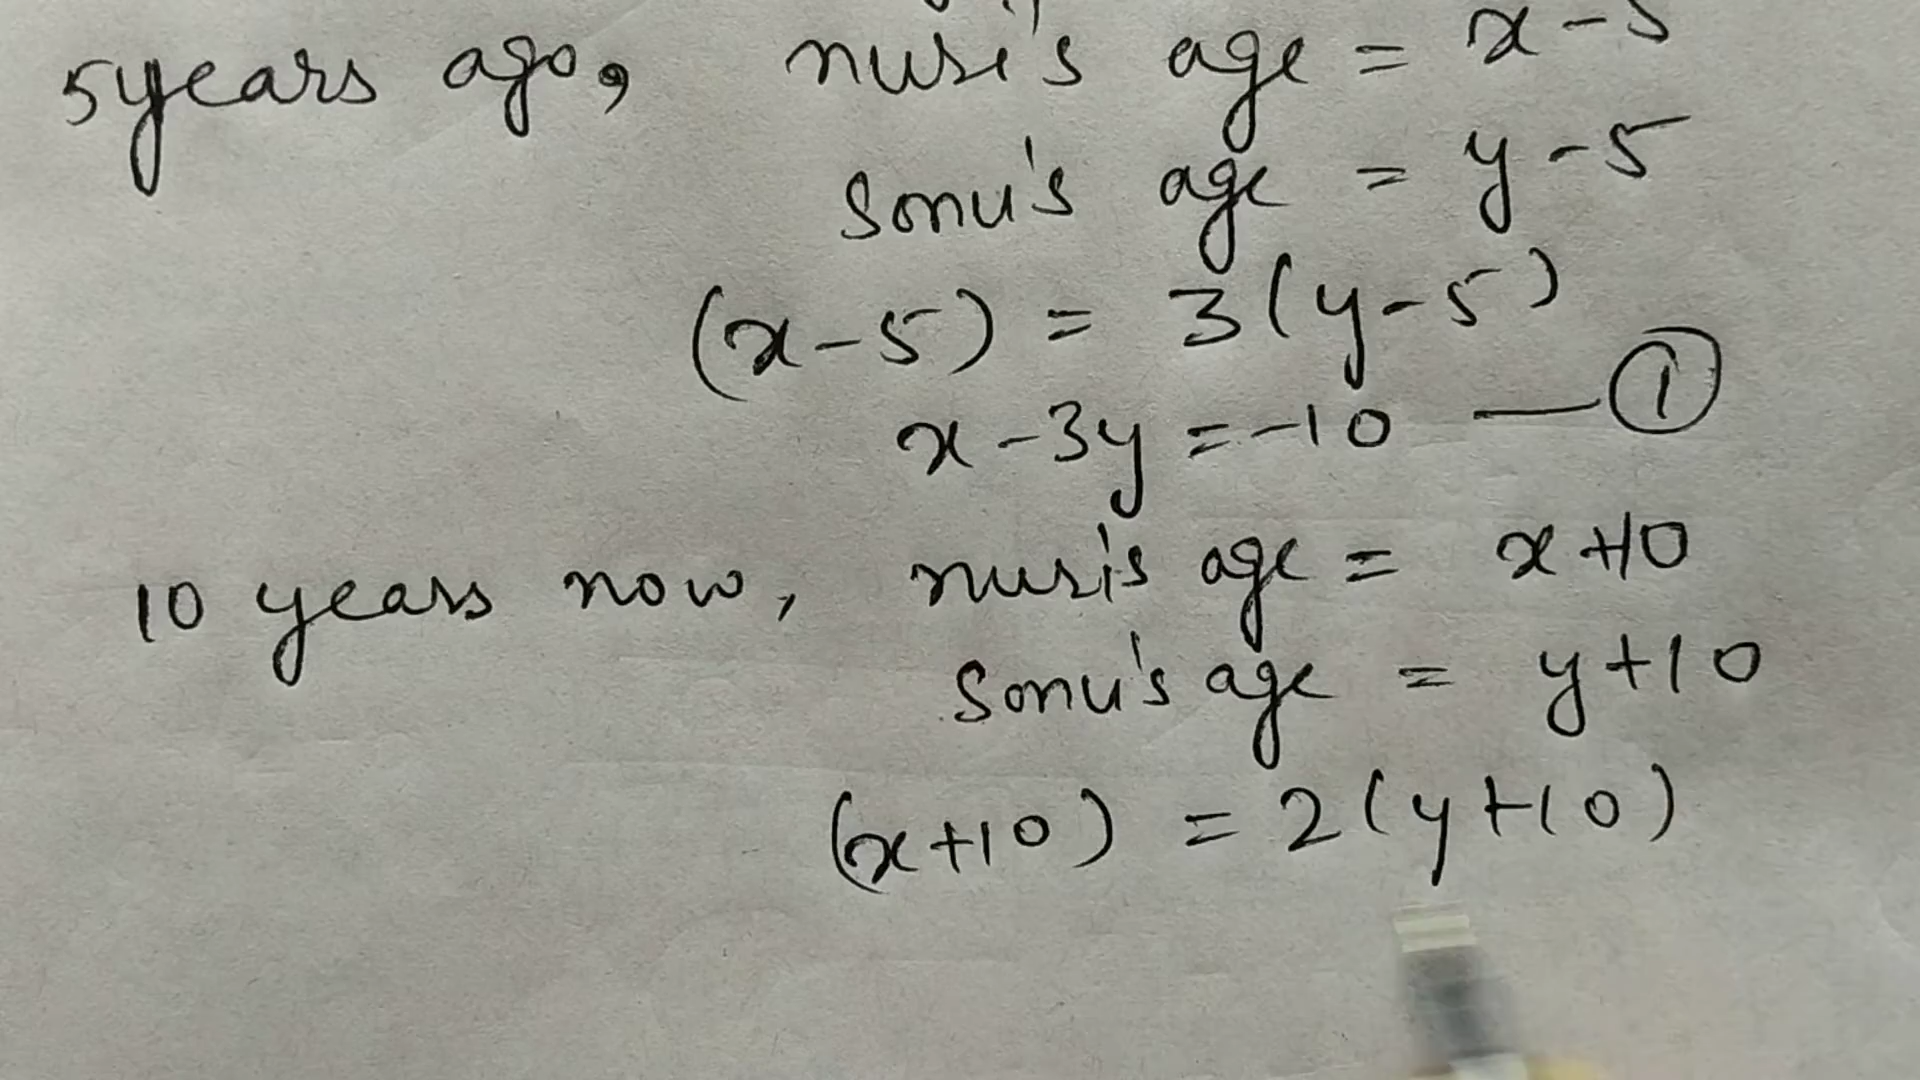 5years ago, nuri's age = x-5
Sonu's age = y-5
(x-5) = 3(y-5)
x-3y = -10 — ①
10 years now, nuri's age = x+10
Sonu's age = y+10
(x+10) = 2(y+10)